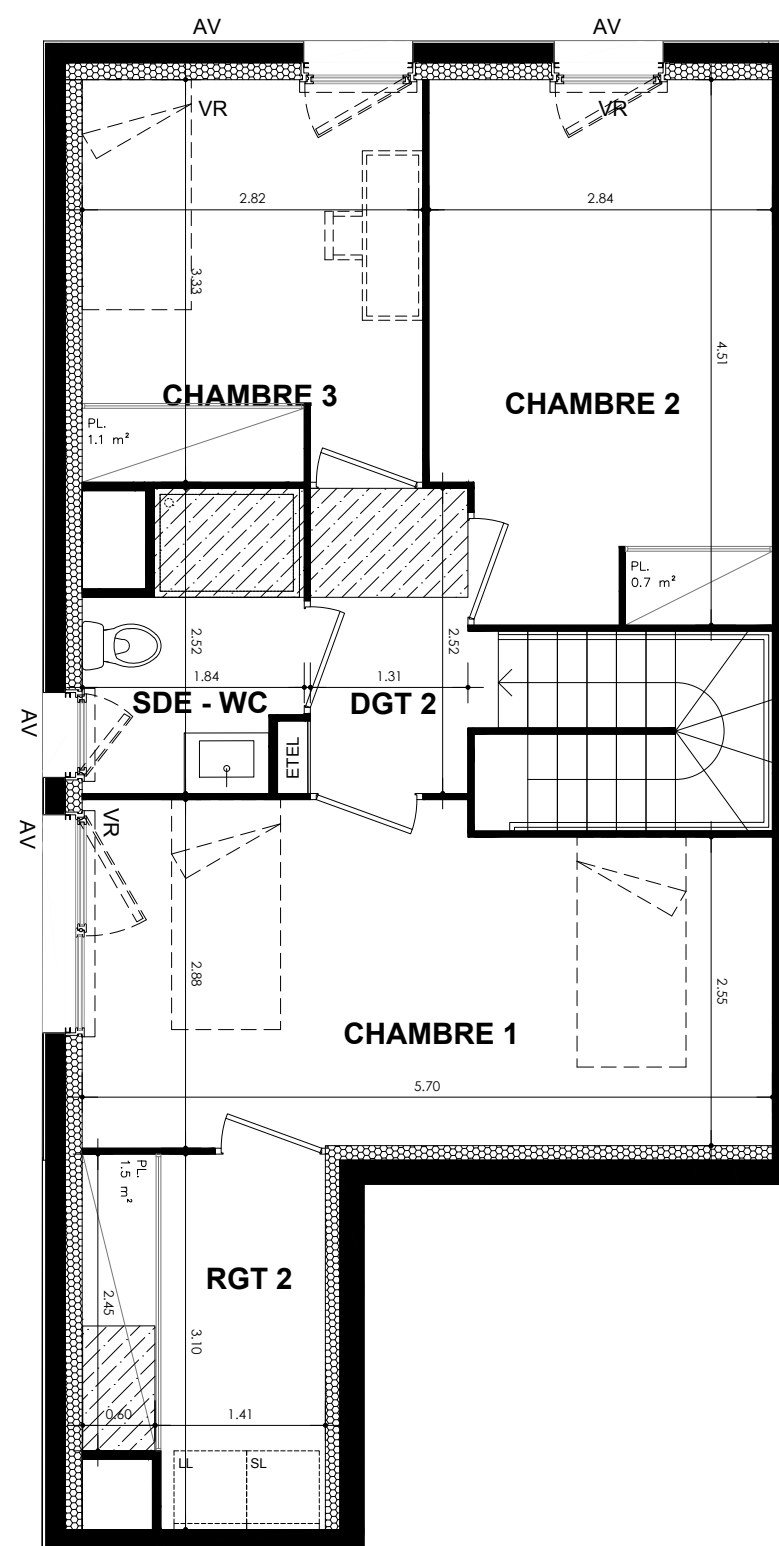 AV
AV
VR
VR
2.82
2.84
3.33
4.51
CHAMBRE 3
CHAMBRE 2
PL.
1.1 m²
PL.
0.7 m²
2.52
2.52
1.84
1.31
SDE - WC
DGT 2
AV
ETEL
VR
AV
2.88
2.55
CHAMBRE 1
5.70
PL.
1.5 m²
RGT 2
2.45
3.10
0.60
1.41
LL
SL